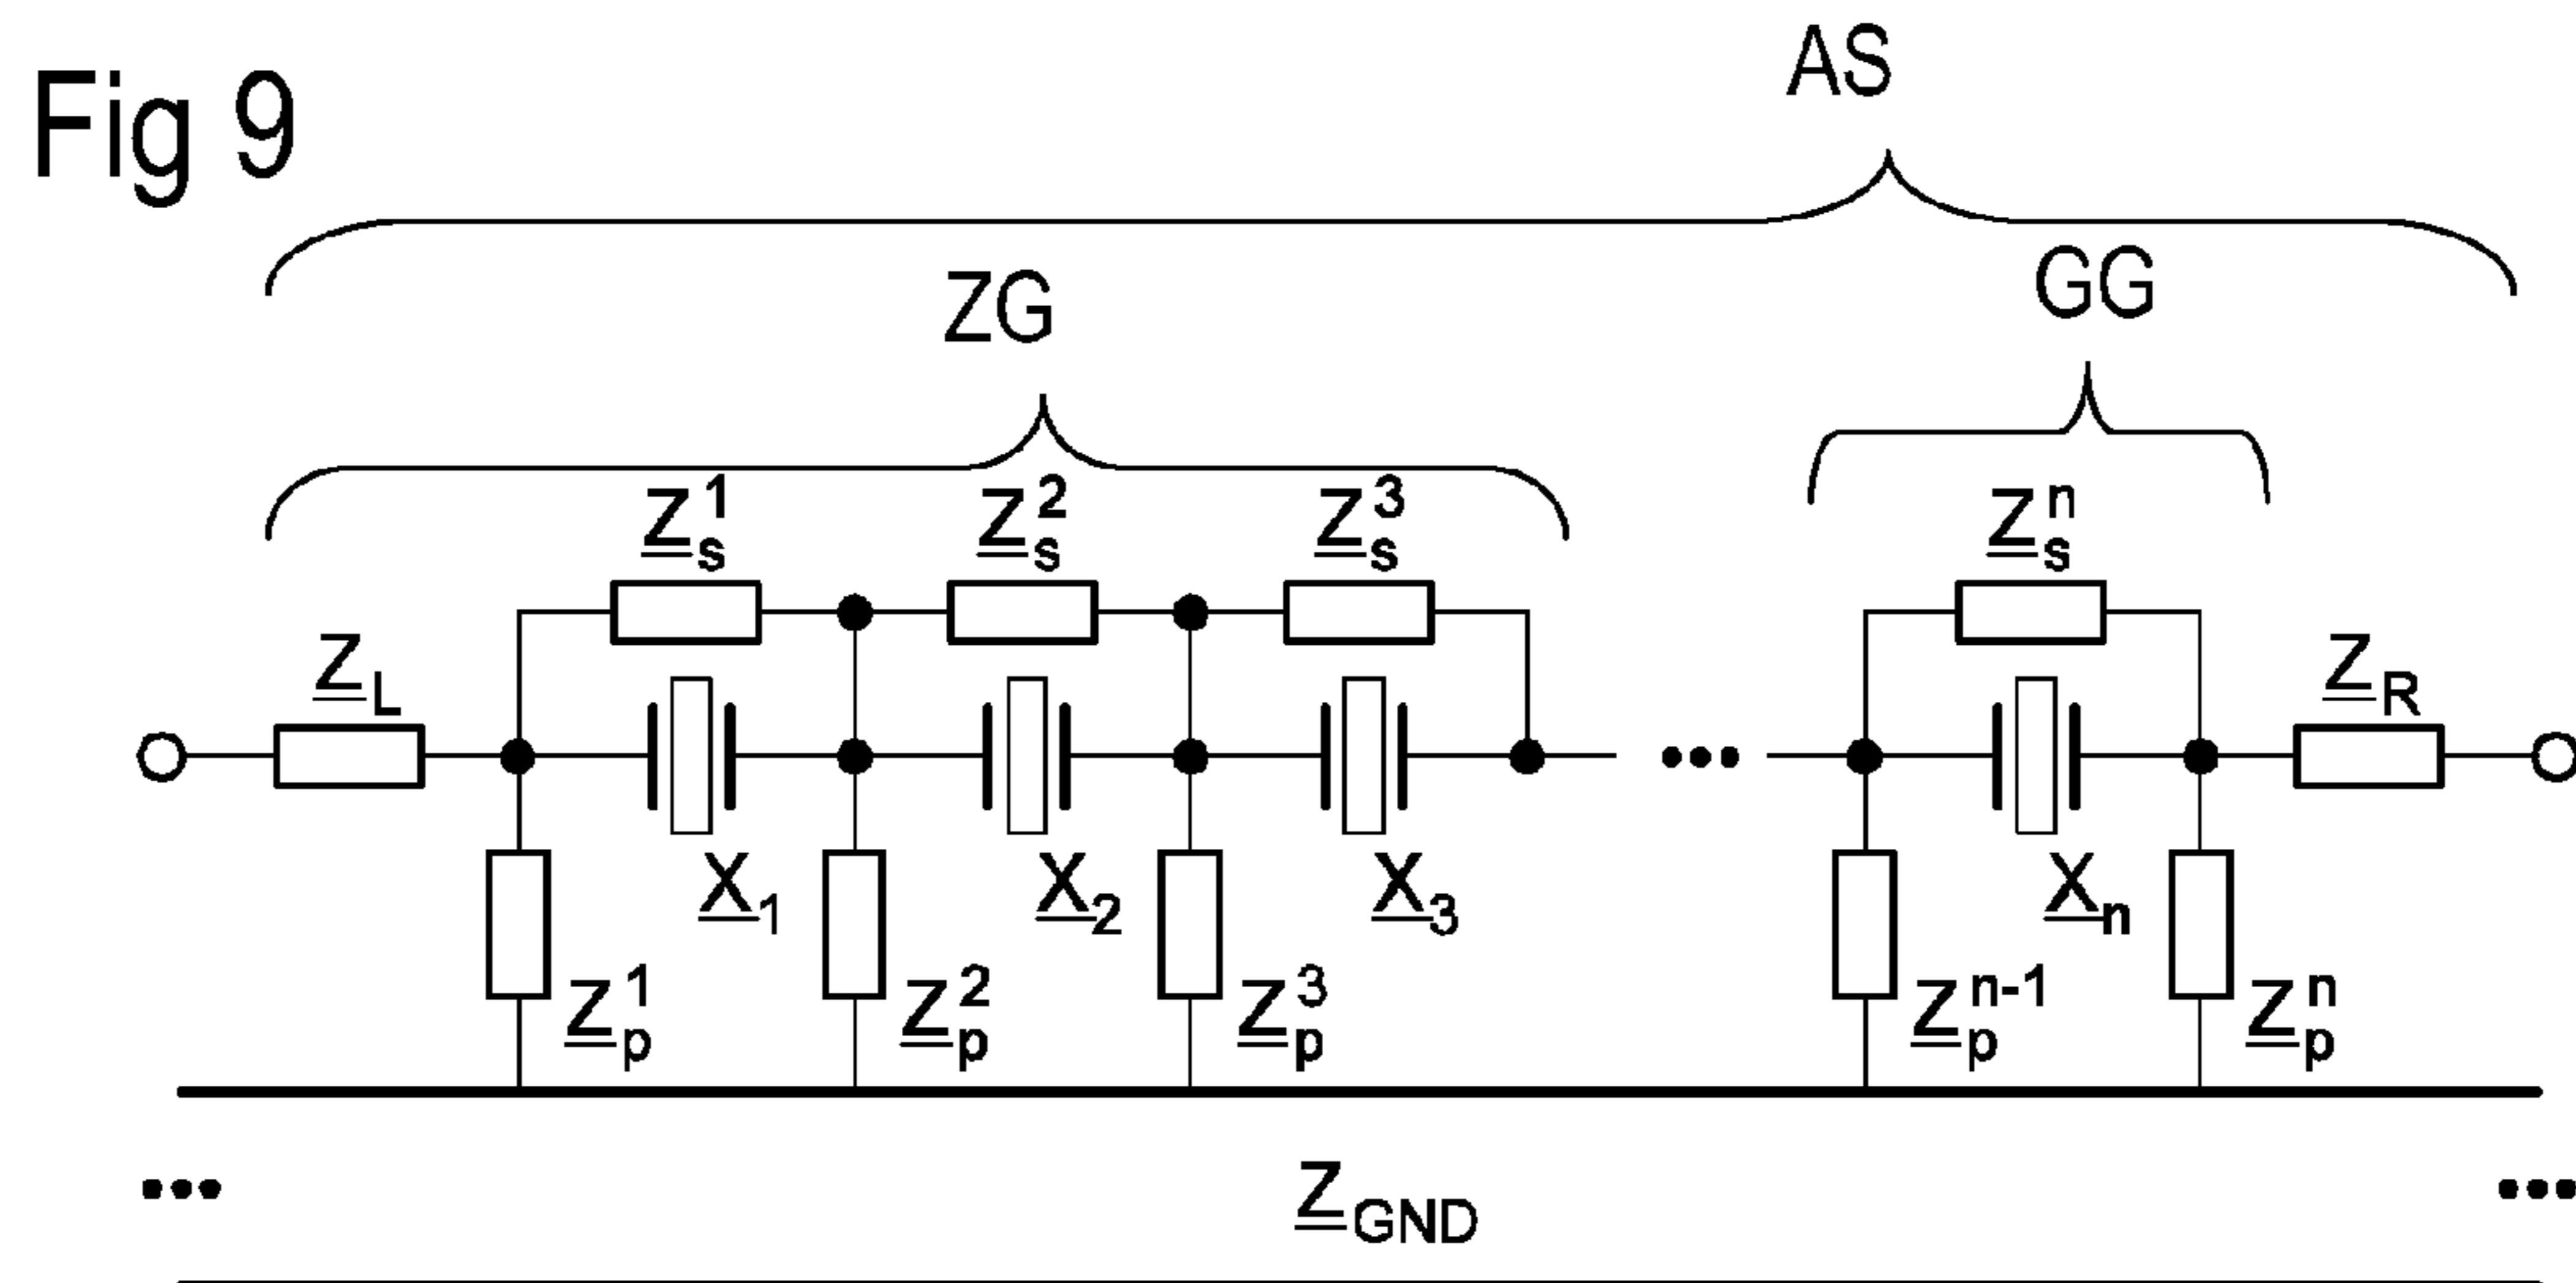 Fig 9
AS
ZG
GG
Z_s^1 Z_s^2 Z_s^3 Z_s^n
Z_L Z_R
... 
X_1 X_2 X_3 X_n
Z_p^1 Z_p^2 Z_p^3 Z_p^{n-1} Z_p^n
... Z_GND ...